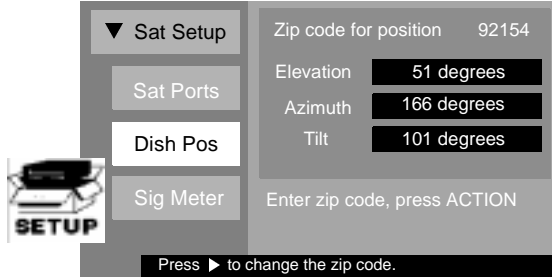 ▼ Sat Setup
Sat Ports
Dish Pos
Sig Meter
SETUP
Zip code for position 92154
Elevation 51 degrees
Azimuth 166 degrees
Tilt 101 degrees
Enter zip code, press ACTION
Press ▶ to change the zip code.